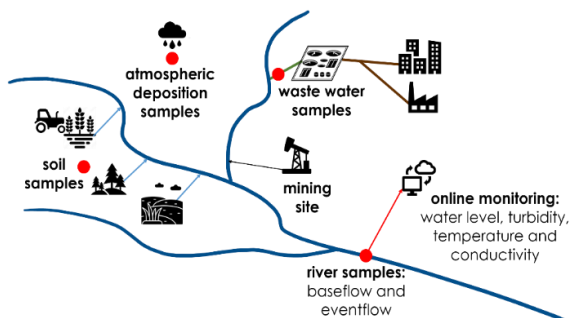 atmospheric
deposition
samples
waste water
samples
soil
samples
mining
site
online monitoring:
water level, turbidity,
temperature and
conductivity
river samples:
baseflow and
eventflow